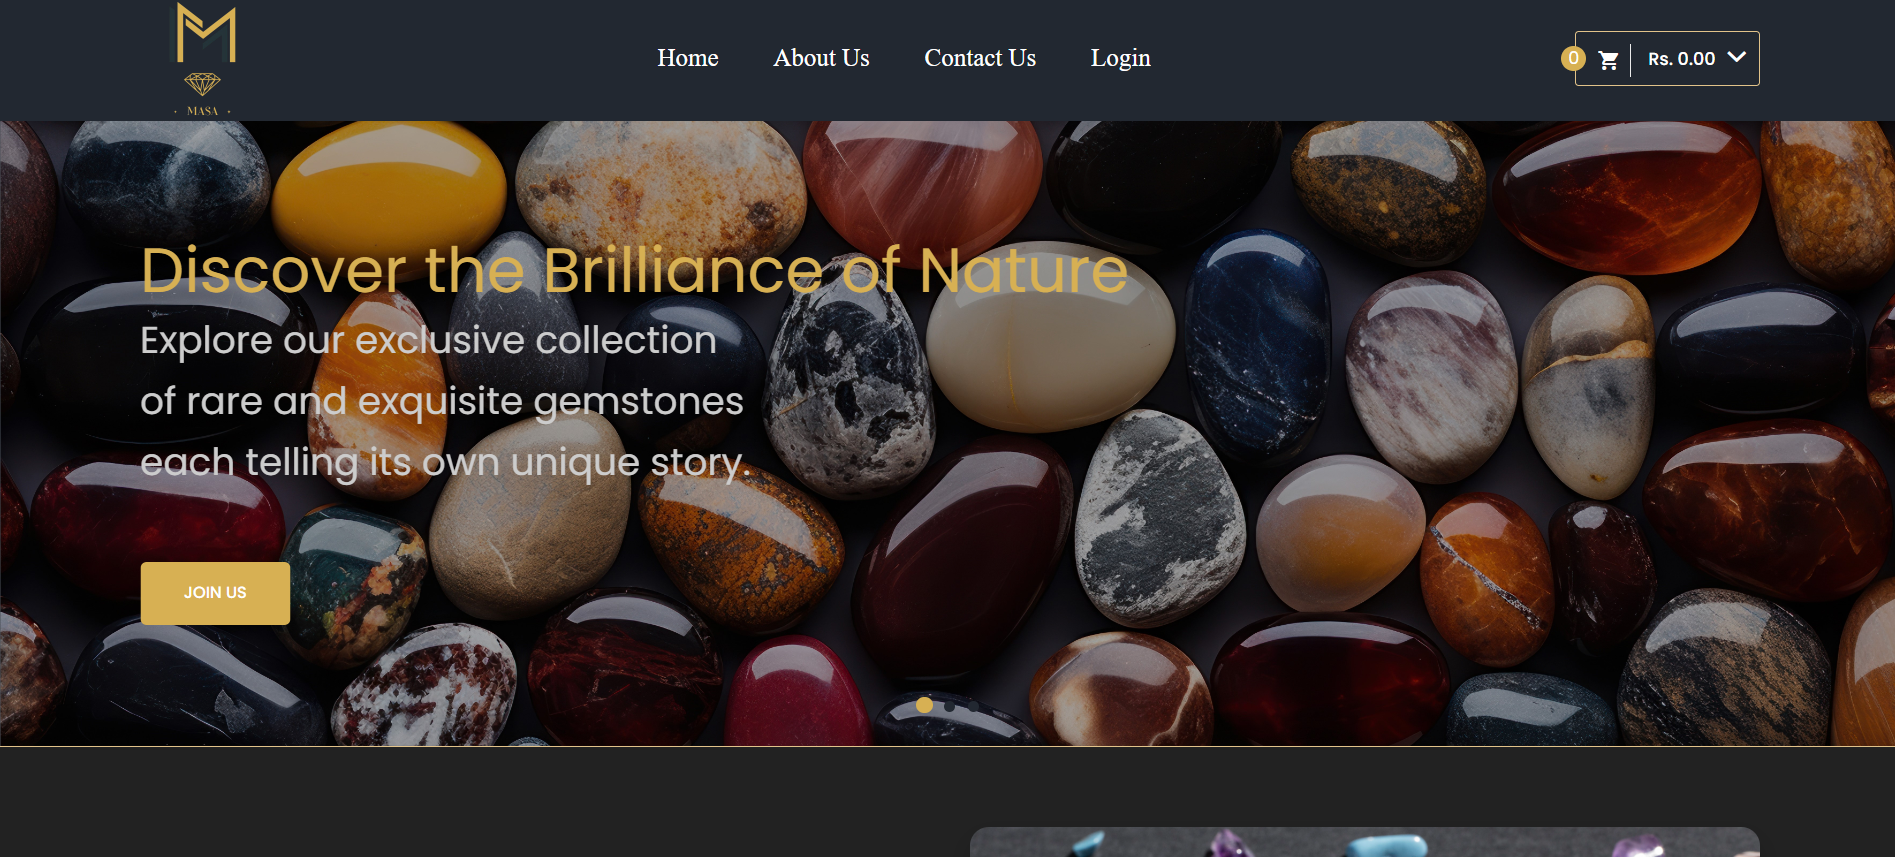 M
MASA
Home
About Us
Contact Us
Login
0
Rs. 0.00
Discover the Brilliance of Nature
Explore our exclusive collection
of rare and exquisite gemstones
each telling its own unique story.
JOIN US